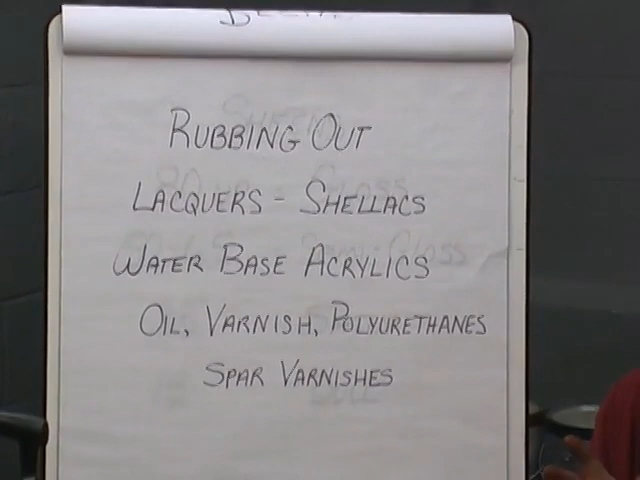 RUBBING OUT
LACQUERS - SHELLACS
WATER BASE ACRYLICS
OIL, VARNISH, POLYURETHANES
SPAR VARNISHES